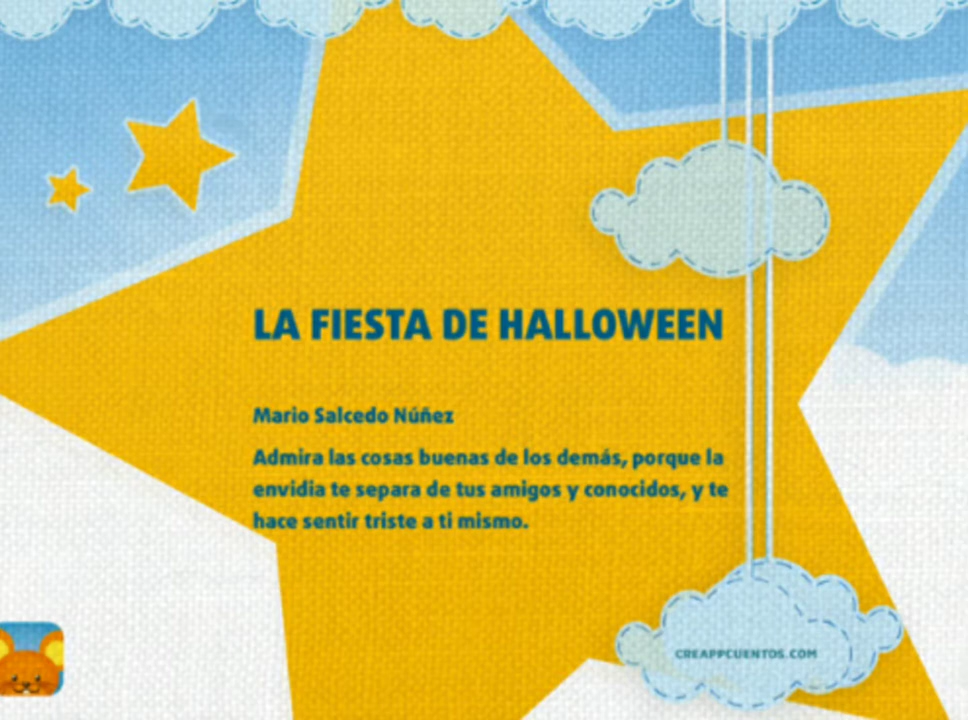 LA FIESTA DE HALLOWEEN
Mario Salcedo Núñez
Admira las cosas buenas de los demás, porque la
envidia te separa de tus amigos y conocidos, y te
hace sentir triste a ti mismo.
CREAPPCUENTOS.COM